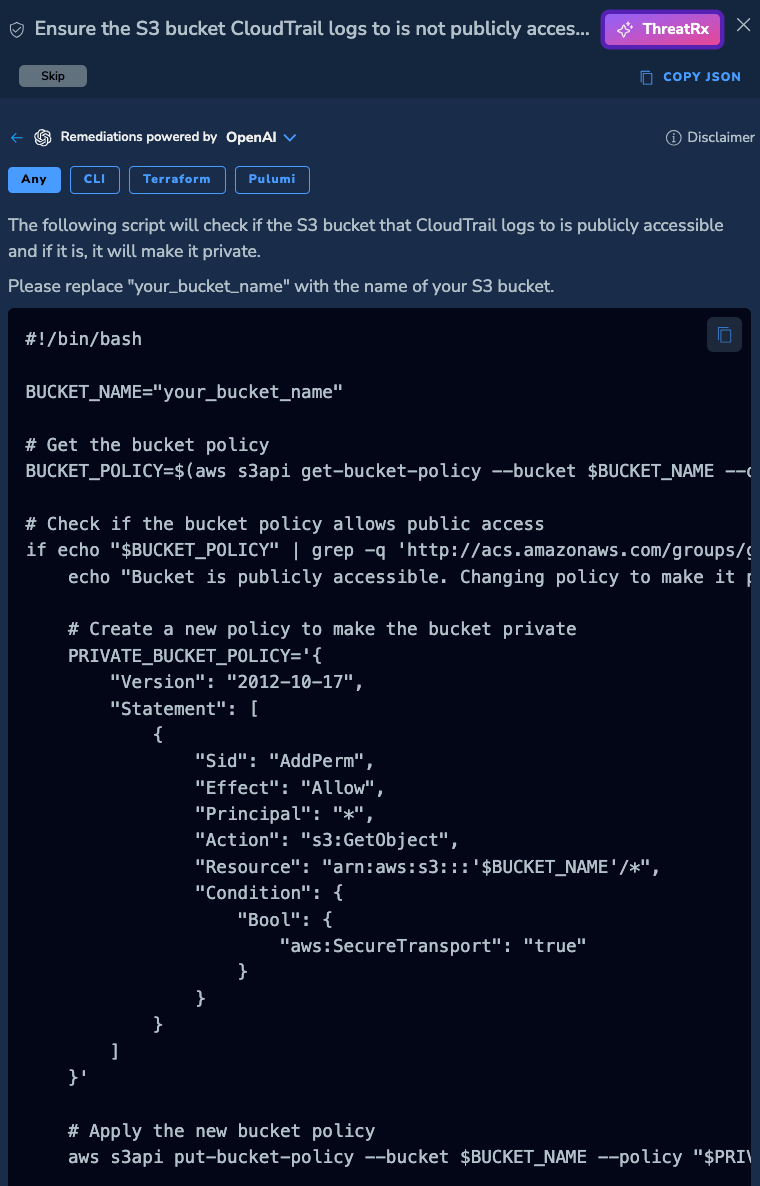 Ensure the S3 bucket CloudTrail logs to is not publicly acces...
ThreatRx
Skip
COPY JSON
Remediations powered by OpenAI
Disclaimer
Any
CLI
Terraform
Pulumi
The following script will check if the S3 bucket that CloudTrail logs to is publicly accessible
and if it is, it will make it private.
Please replace "your_bucket_name" with the name of your S3 bucket.
#!/bin/bash
BUCKET_NAME="your_bucket_name"
# Get the bucket policy
BUCKET_POLICY=$(aws s3api get-bucket-policy --bucket $BUCKET_NAME --
# Check if the bucket policy allows public access
if echo "$BUCKET_POLICY" | grep -q 'http://acs.amazonaws.com/groups/
    echo "Bucket is publicly accessible. Changing policy to make it
    # Create a new policy to make the bucket private
    PRIVATE_BUCKET_POLICY='{
        "Version": "2012-10-17",
        "Statement": [
            {
                "Sid": "AddPerm",
                "Effect": "Allow",
                "Principal": "*",
                "Action": "s3:GetObject",
                "Resource": "arn:aws:s3:::'$BUCKET_NAME'/*",
                "Condition": {
                    "Bool": {
                        "aws:SecureTransport": "true"
                    }
                }
            }
        ]
    }'
    # Apply the new bucket policy
    aws s3api put-bucket-policy --bucket $BUCKET_NAME --policy "$PRI